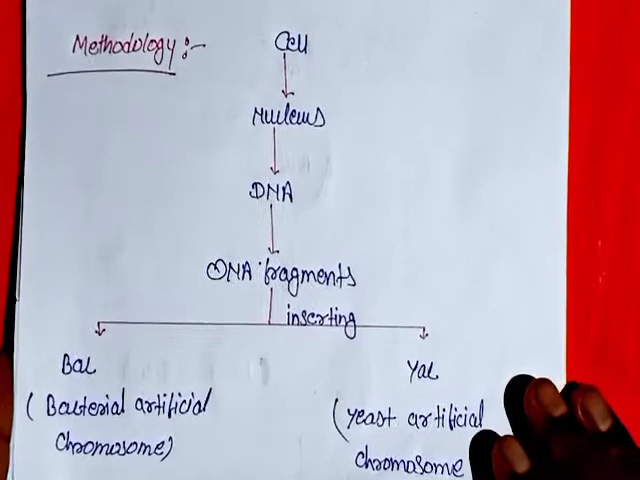 Methodology :-
Cell
Nucleus
DNA
DNA fragments
inserting
Bac
Yac
(Bacterial artificial
chromosome)
(Yeast artificial
chromosome